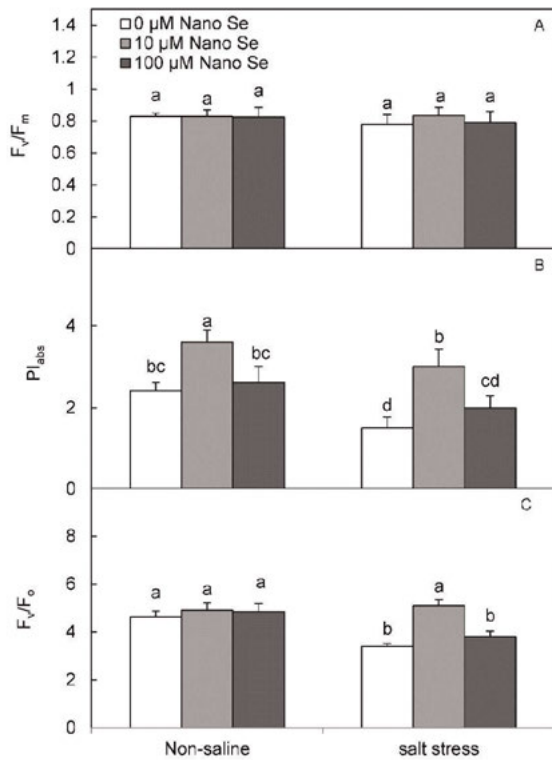 0 µM Nano Se
10 µM Nano Se
100 µM Nano Se
A
1.4
1.2
1
0.8
0.6
0.4
0.2
0
Fv/Fm
a a a a a a
B
4
2
0
PIabs
bc a bc d b cd
C
8
6
4
2
0
Fv/Fo
a a a b a b
Non-saline salt stress